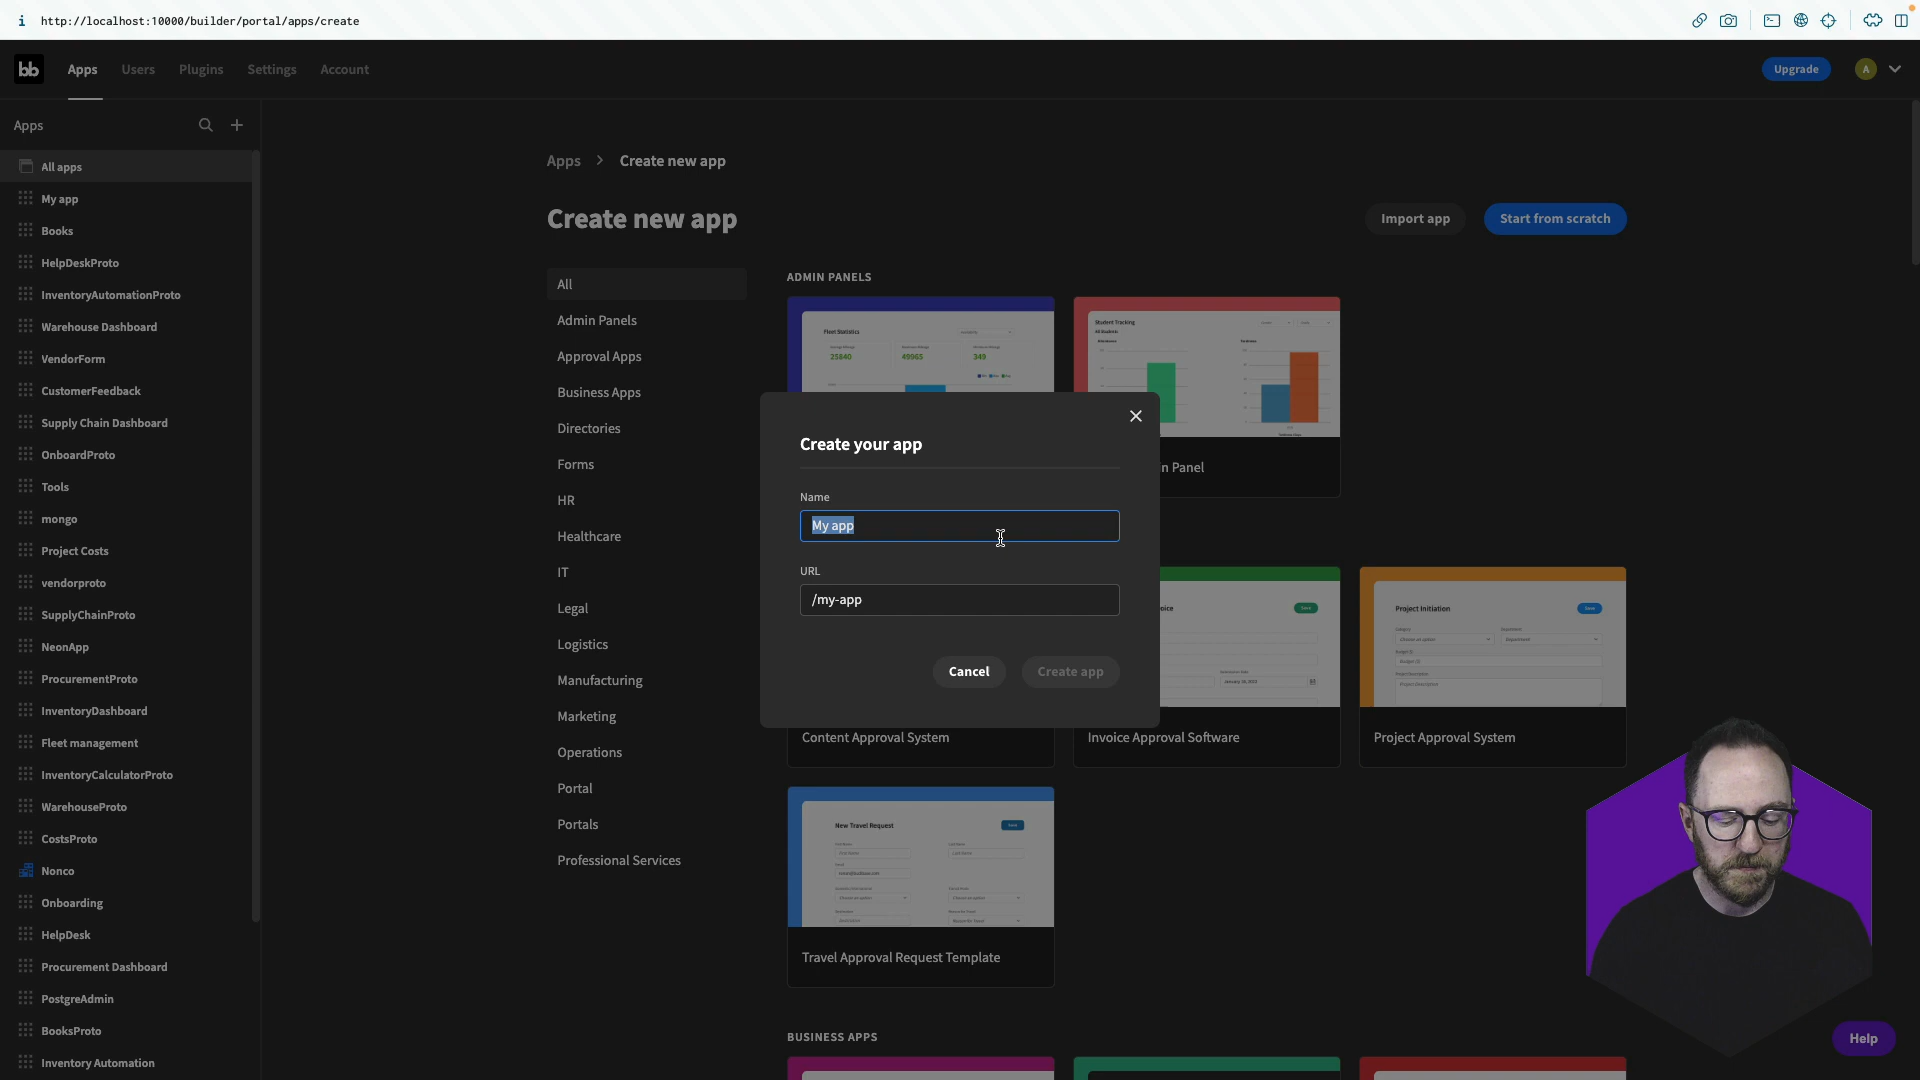 i http://localhost:10000/builder/portal/apps/create
bb Apps Users Plugins Settings Account Upgrade A
Apps
All apps
My app
Books
HelpDeskProto
InventoryAutomationProto
Warehouse Dashboard
VendorForm
CustomerFeedback
Supply Chain Dashboard
OnboardProto
Tools
mongo
Project Costs
vendorproto
SupplyChainProto
NeonApp
ProcurementProto
InventoryDashboard
Fleet management
InventoryCalculatorProto
WarehouseProto
CostsProto
Nonco
Onboarding
HelpDesk
Procurement Dashboard
PostgreAdmin
BooksProto
Inventory Automation
Apps > Create new app
Create new app
Import app Start from scratch
All
Admin Panels
Approval Apps
Business Apps
Directories
Forms
HR
Healthcare
IT
Legal
Logistics
Manufacturing
Marketing
Operations
Portal
Portals
Professional Services
ADMIN PANELS
Fleet Statistics
25840 49965 349
Student Tracking
n Panel
Create your app
Name
My app
URL
/my-app
Cancel Create app
oice
Save
Project Initiation
Content Approval System
Invoice Approval Software
Project Approval System
New Travel Request
Travel Approval Request Template
BUSINESS APPS
Help